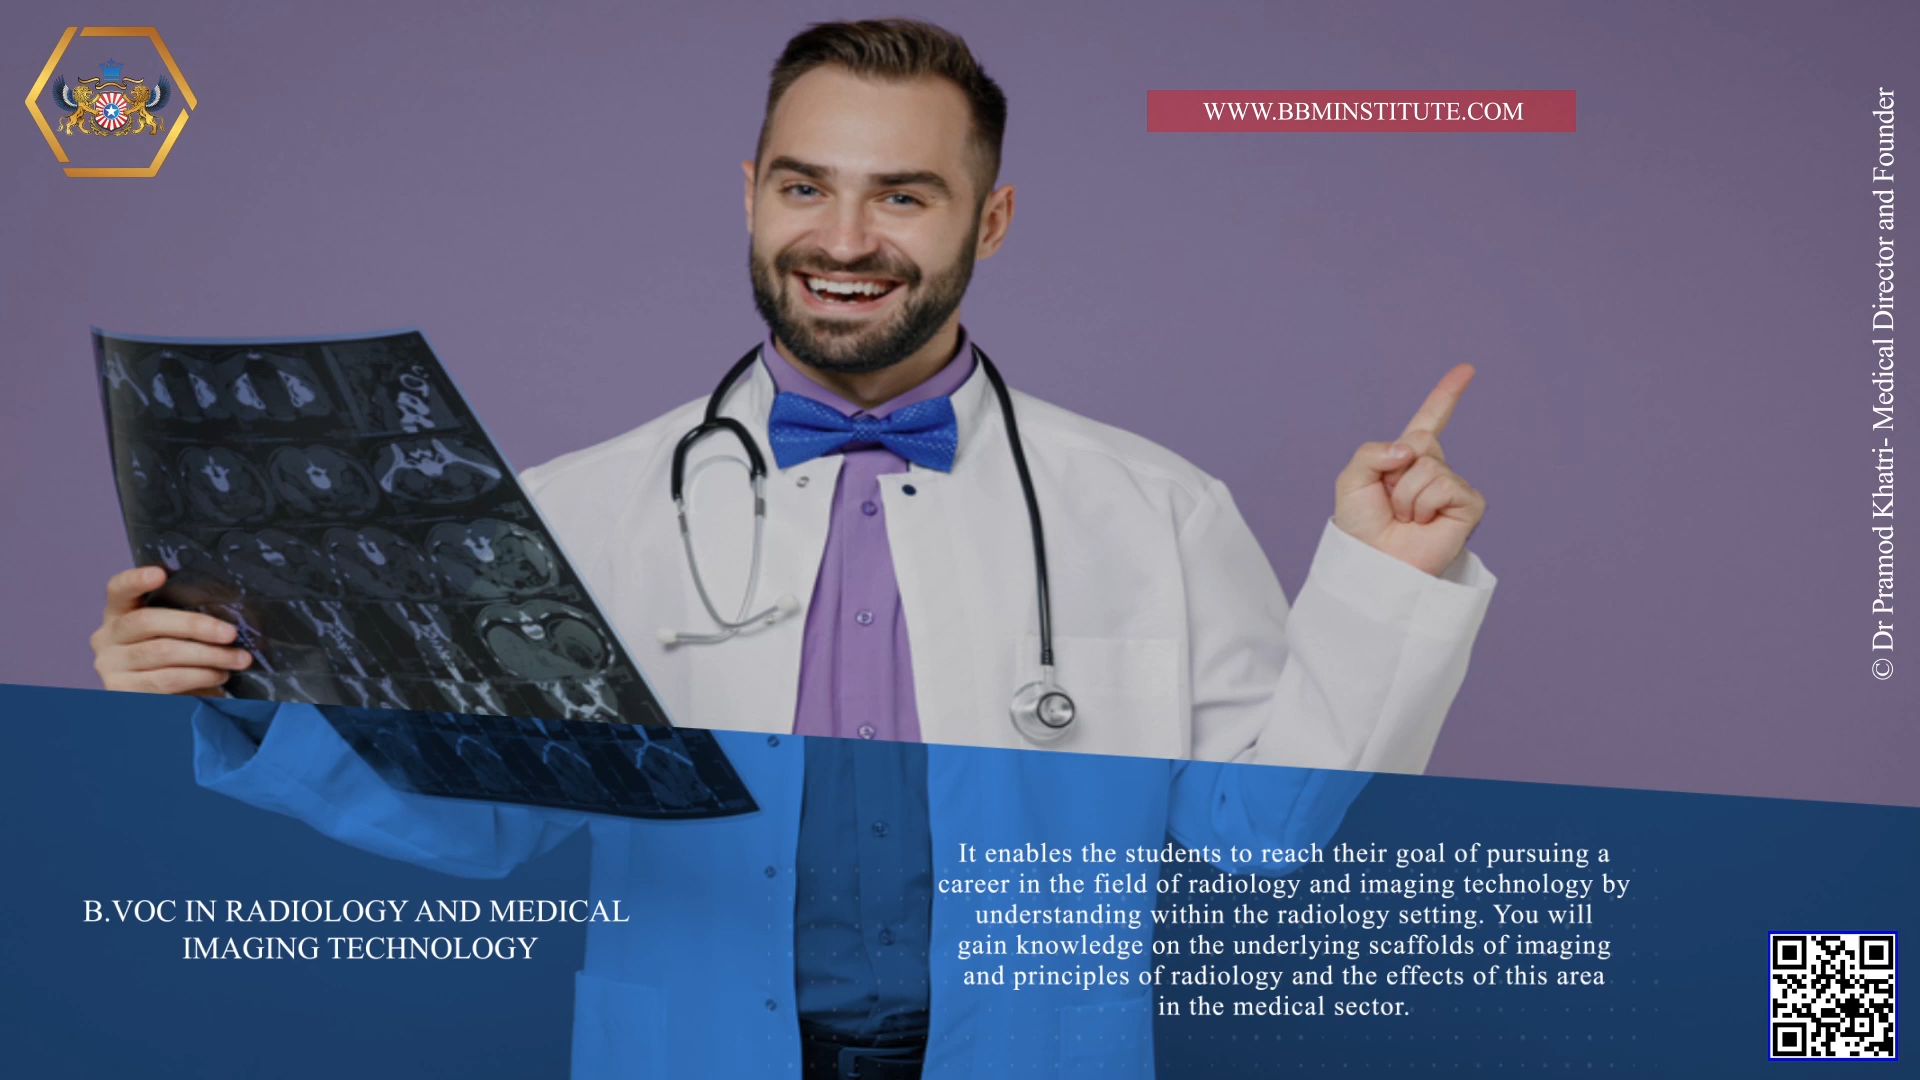 WWW.BBMINSTITUTE.COM
© Dr Pramod Khatri- Medical Director and Founder
B.VOC IN RADIOLOGY AND MEDICAL
IMAGING TECHNOLOGY
It enables the students to reach their goal of pursuing a
career in the field of radiology and imaging technology by
understanding within the radiology setting. You will
gain knowledge on the underlying scaffolds of imaging
and principles of radiology and the effects of this area
in the medical sector.